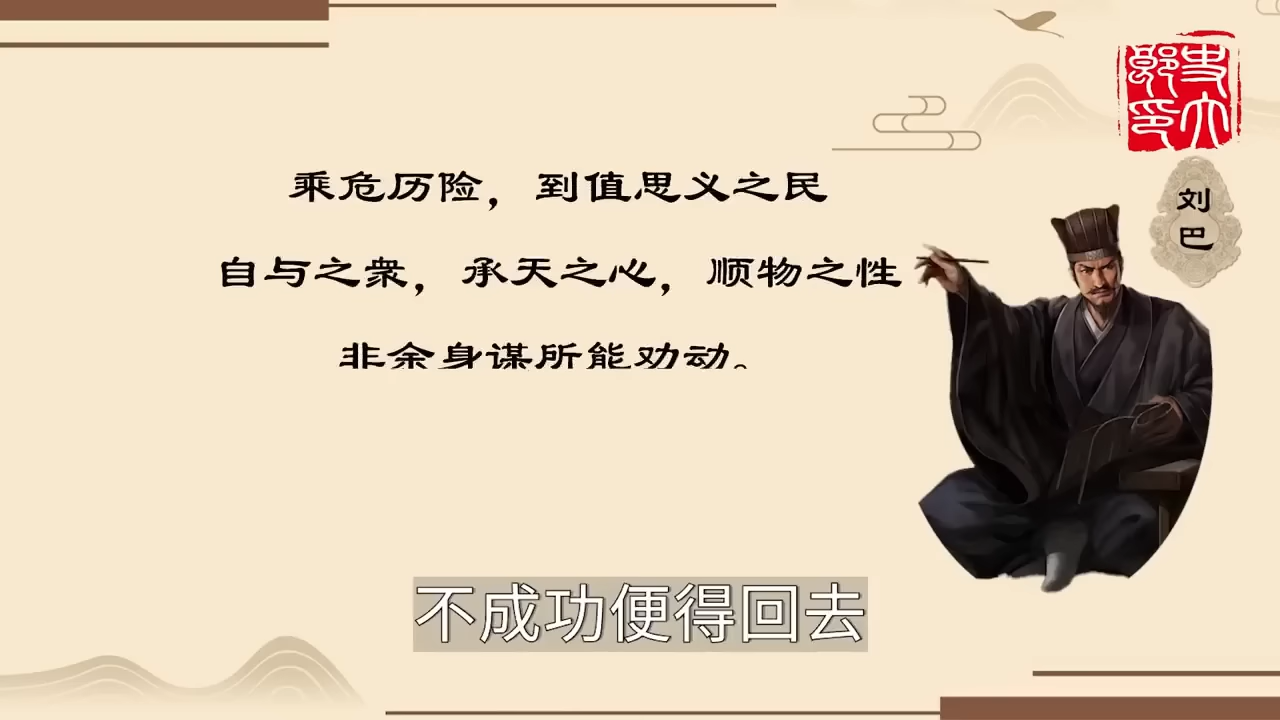 乘危历险，到值思义之民
自与之衆，承天之心，顺物之性
非余身谋所能劝动。
刘巴
不成功便得回去